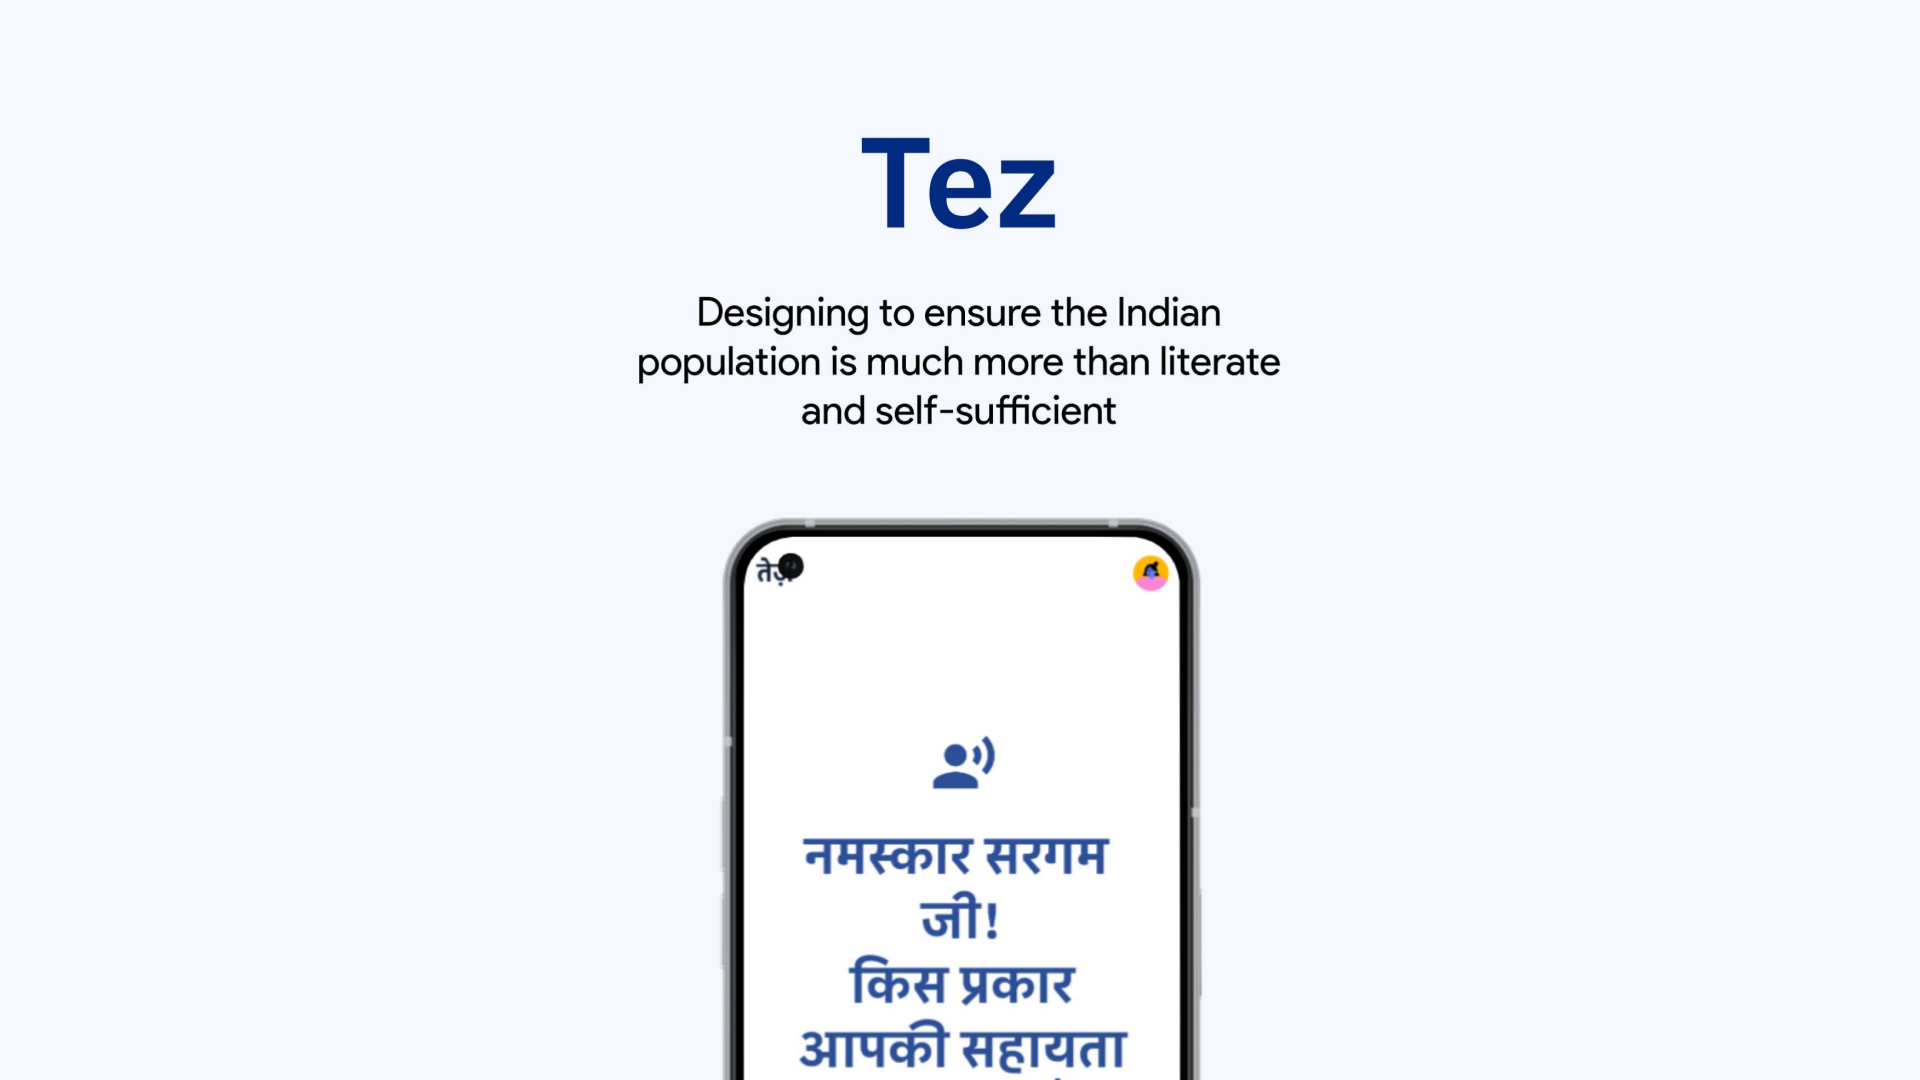 Tez
Designing to ensure the Indian
population is much more than literate
and self-sufficient
तेज़
नमस्कार सरगम
जी!
किस प्रकार
आपकी सहायता